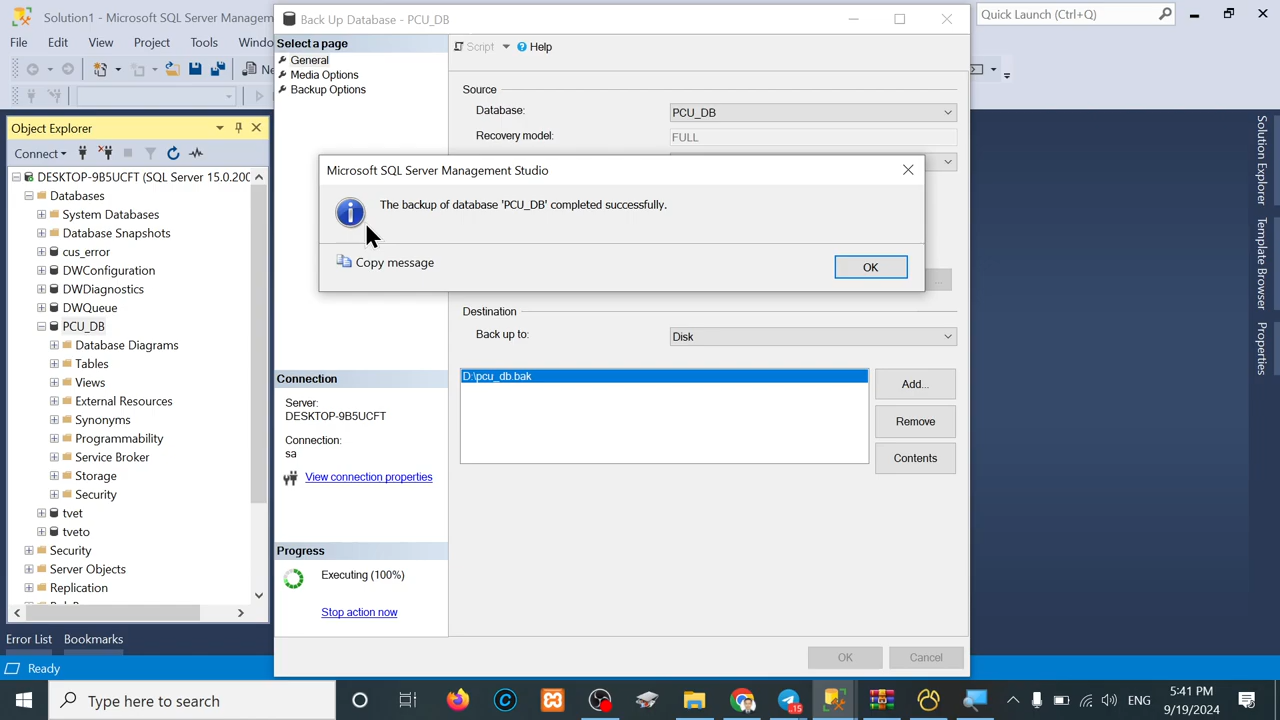 Solution1 - Microsoft SQL Server Managem
Quick Launch (Ctrl+Q)
File Edit View Project Tools Windo
Ne
Object Explorer
Connect
DESKTOP-9B5UCFT (SQL Server 15.0.200
Databases
System Databases
Database Snapshots
cus_error
DWConfiguration
DWDiagnostics
DWQueue
PCU_DB
Database Diagrams
Tables
Views
External Resources
Synonyms
Programmability
Service Broker
Storage
Security
tvet
tveto
Security
Server Objects
Replication
Error List Bookmarks
Ready
Back Up Database - PCU_DB
Select a page
General
Media Options
Backup Options
Script Help
Source
Database: PCU_DB
Recovery model: FULL
Microsoft SQL Server Management Studio
The backup of database 'PCU_DB' completed successfully.
Copy message
OK
...
Destination
Back up to: Disk
D:\pcu_db.bak
Add...
Remove
Contents
Connection
Server:
DESKTOP-9B5UCFT
Connection:
sa
View connection properties
Progress
Executing (100%)
Stop action now
OK Cancel
Solution Explorer
Template Browser
Properties
Type here to search
15
ENG
5:41 PM
9/19/2024